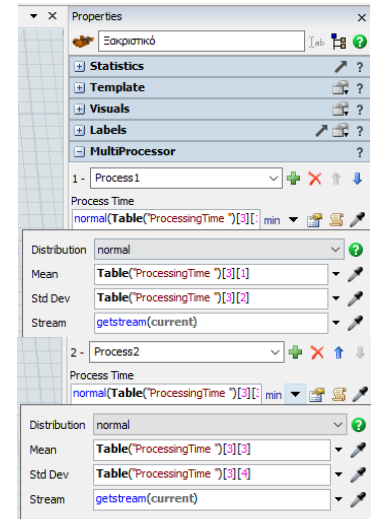 Properties
Ξακριστικό
Statistics
?
Template
?
Visuals
?
Labels
?
MultiProcessor
?
1 - Process1
Process Time
normal(Table("ProcessingTime ")[3][ min
Distribution normal
Mean Table("ProcessingTime ")[3][1]
Std Dev Table("ProcessingTime ")[3][2]
Stream getstream(current)
2 - Process2
Process Time
normal(Table("ProcessingTime ")[3][ min
Distribution normal
Mean Table("ProcessingTime ")[3][3]
Std Dev Table("ProcessingTime ")[3][4]
Stream getstream(current)